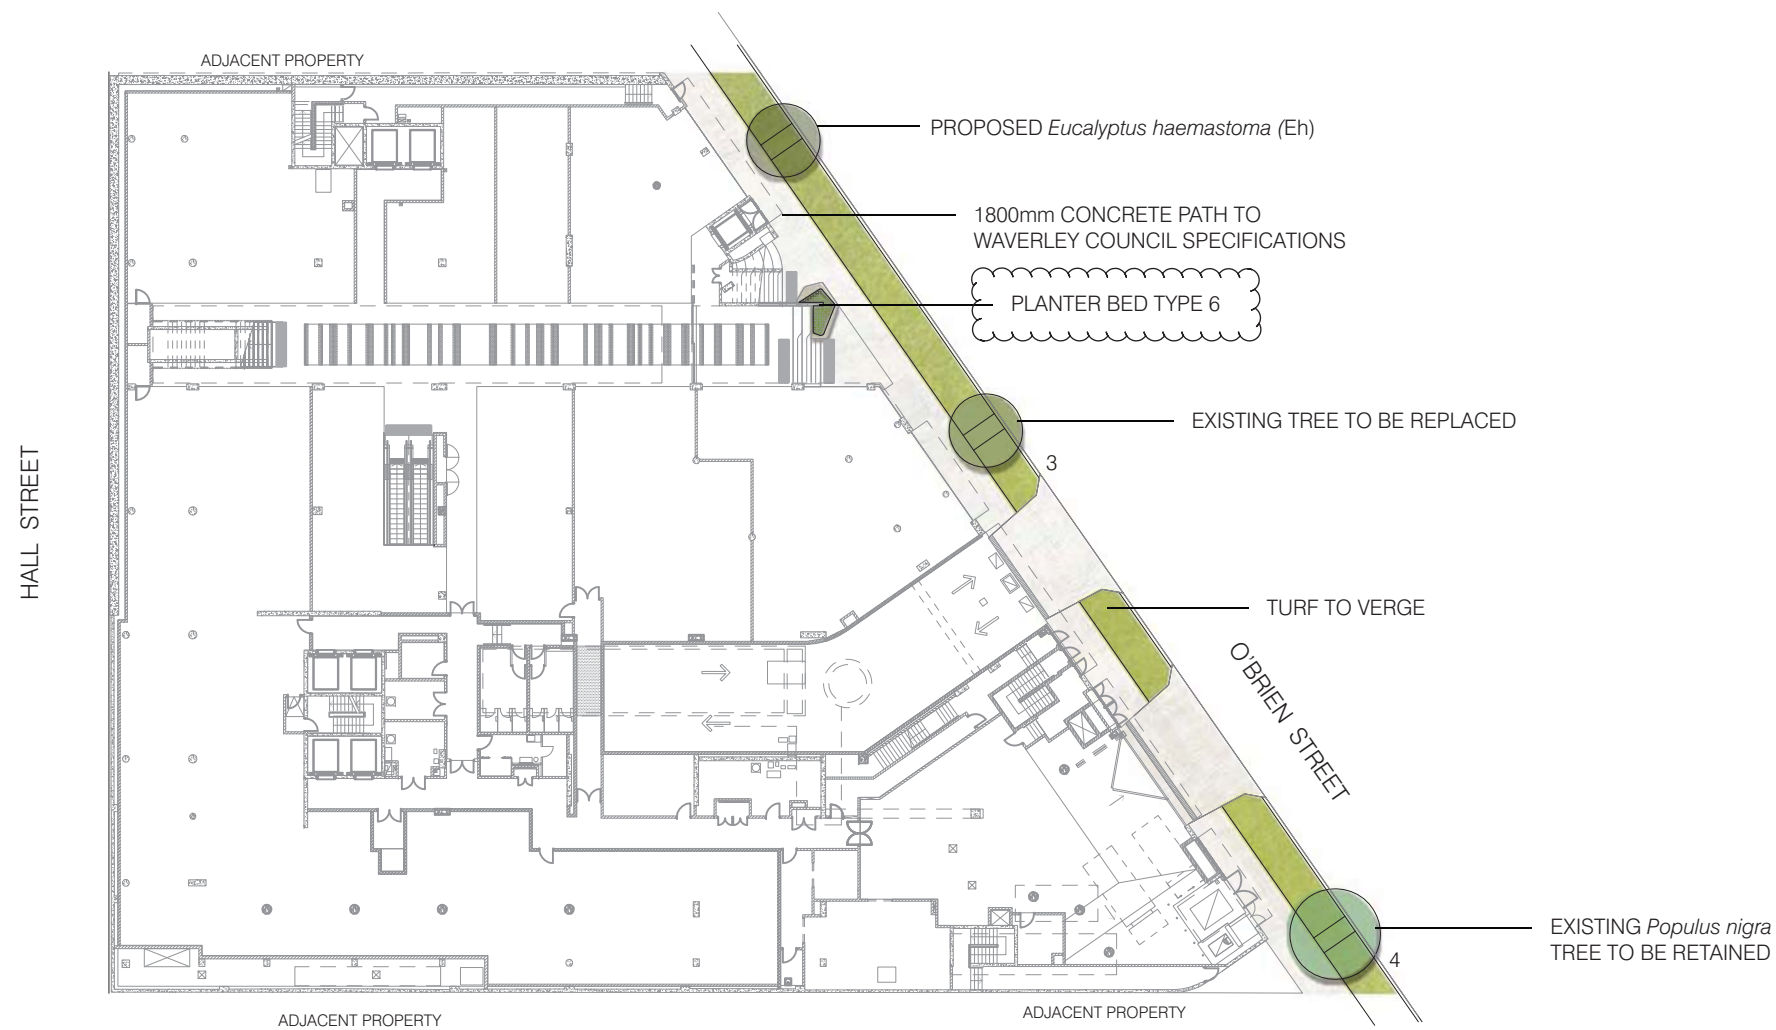 ADJACENT PROPERTY
PROPOSED Eucalyptus haemastoma (Eh)
1800mm CONCRETE PATH TO
WAVERLEY COUNCIL SPECIFICATIONS
PLANTER BED TYPE 6
EXISTING TREE TO BE REPLACED
3
HALL STREET
TURF TO VERGE
O'BRIEN STREET
EXISTING Populus nigra
TREE TO BE RETAINED
4
ADJACENT PROPERTY
ADJACENT PROPERTY